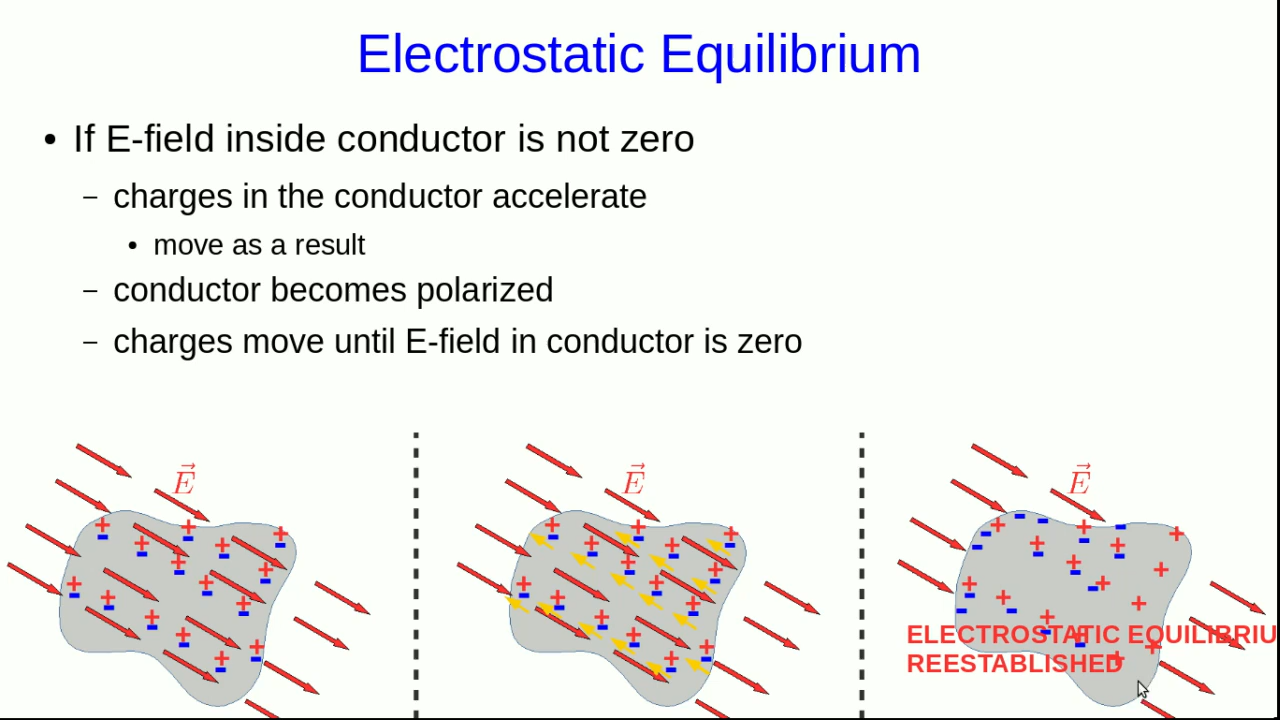 Electrostatic Equilibrium
• If E-field inside conductor is not zero
– charges in the conductor accelerate
• move as a result
– conductor becomes polarized
– charges move until E-field in conductor is zero
E⃗
E⃗
E⃗
ELECTROSTATIC EQUILIBRIU
REESTABLISHED